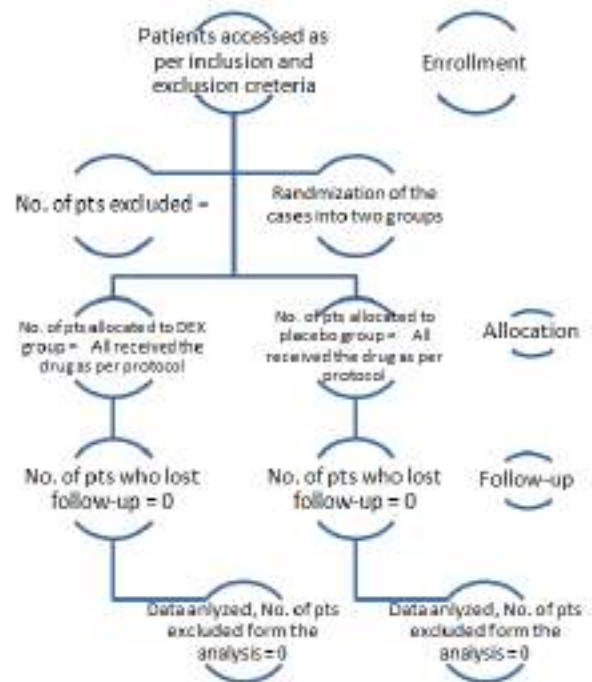 Patients accessed as
per inclusion and
exclusion creteria
Enrollment
No. of pts excluded =
Randmization of the
cases into two groups
No. of pts allocated to DEX
group = All received the
drug as per protocol
No. of pts allocated to
placebo group = All
received the drug as per
protocol
Allocation
No. of pts who lost
follow-up = 0
No. of pts who lost
follow-up = 0
Follow-up
Data anlyzed, No. of pts
excluded form the
analysis = 0
Data anlyzed, No. of pts
excluded form the
analysis = 0